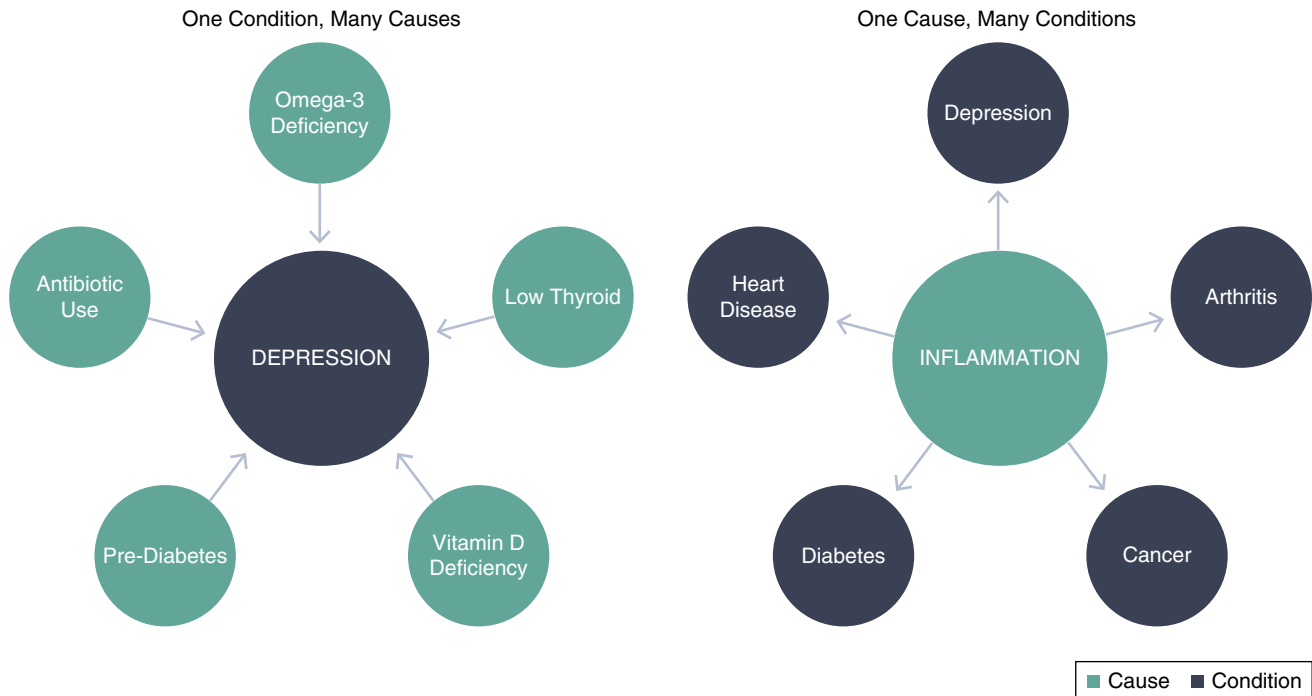 One Condition, Many Causes
Omega-3
Deficiency
Antibiotic
Use
Low Thyroid
DEPRESSION
Pre-Diabetes
Vitamin D
Deficiency
One Cause, Many Conditions
Depression
Heart
Disease
Arthritis
INFLAMMATION
Diabetes
Cancer
Cause Condition